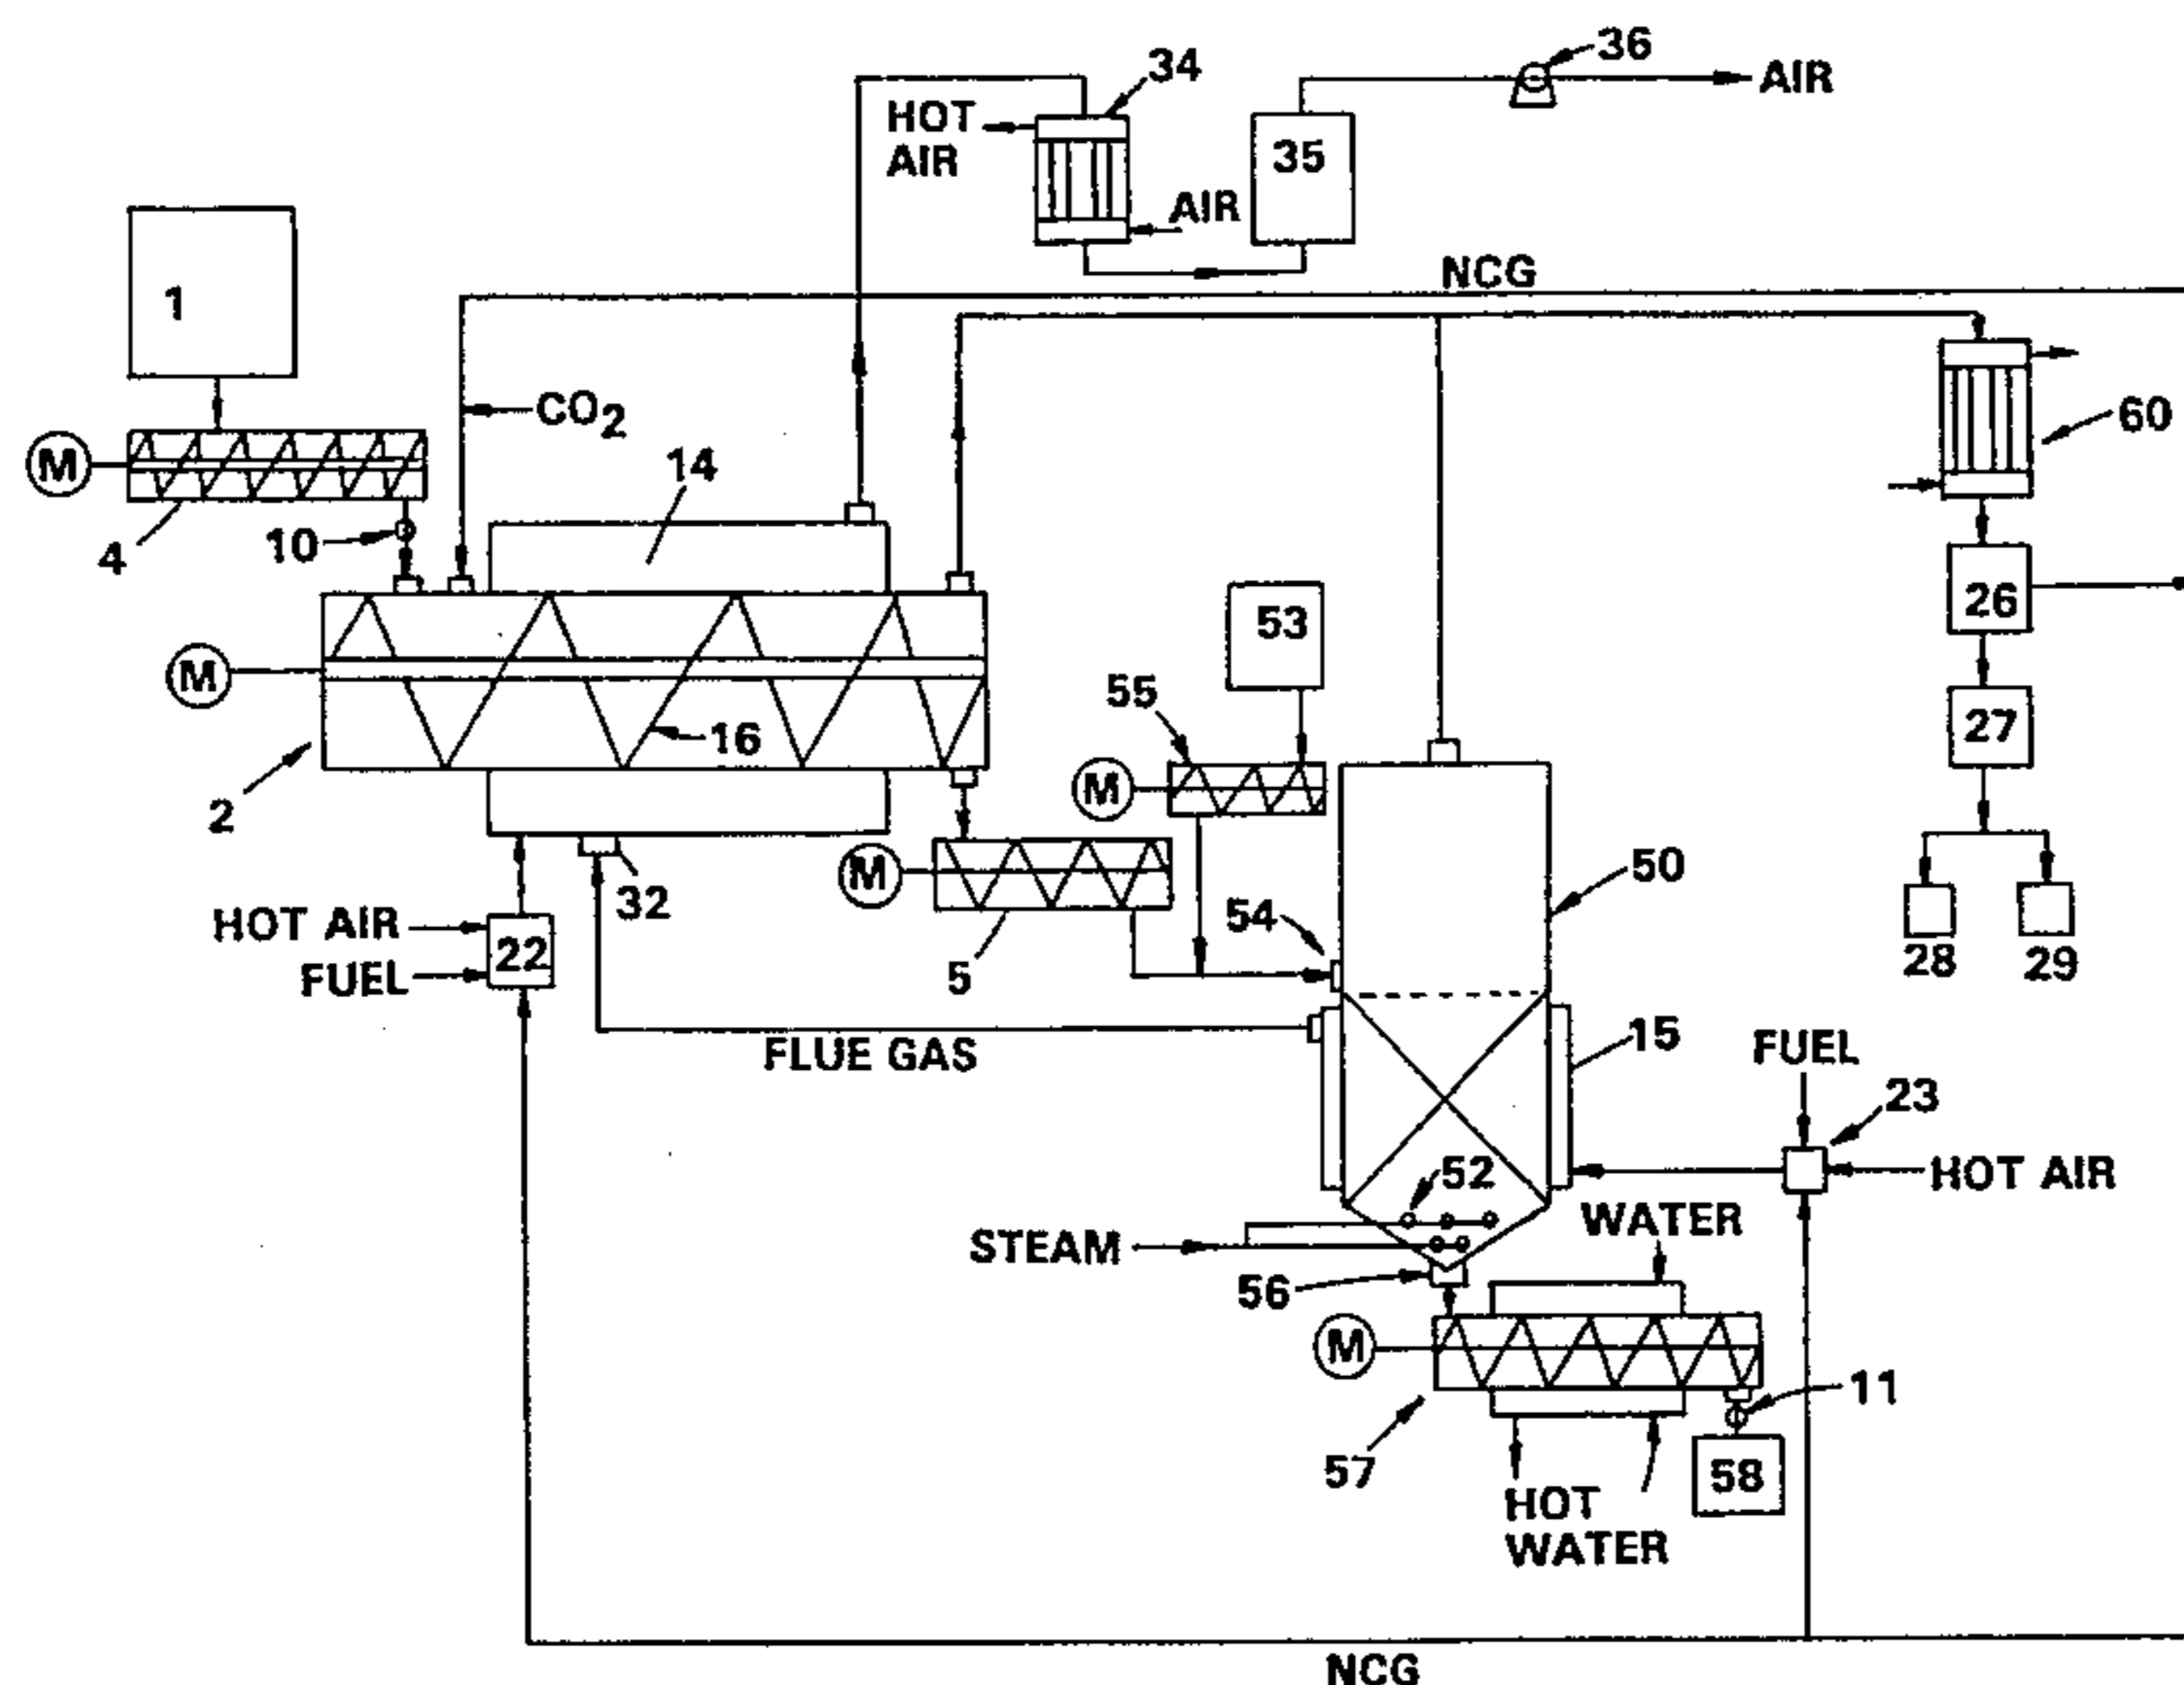 36
34
AIR
HOT
AIR
35
AIR
NCG
1
CO2
60
M
14
4
10
26
53
55
27
M
16
M
2
50
M
54
32
HOT AIR
22
FUEL
5
28
29
FLUE GAS
15
FUEL
23
52
HOT AIR
WATER
STEAM
56
M
11
57
58
HOT
WATER
NCG